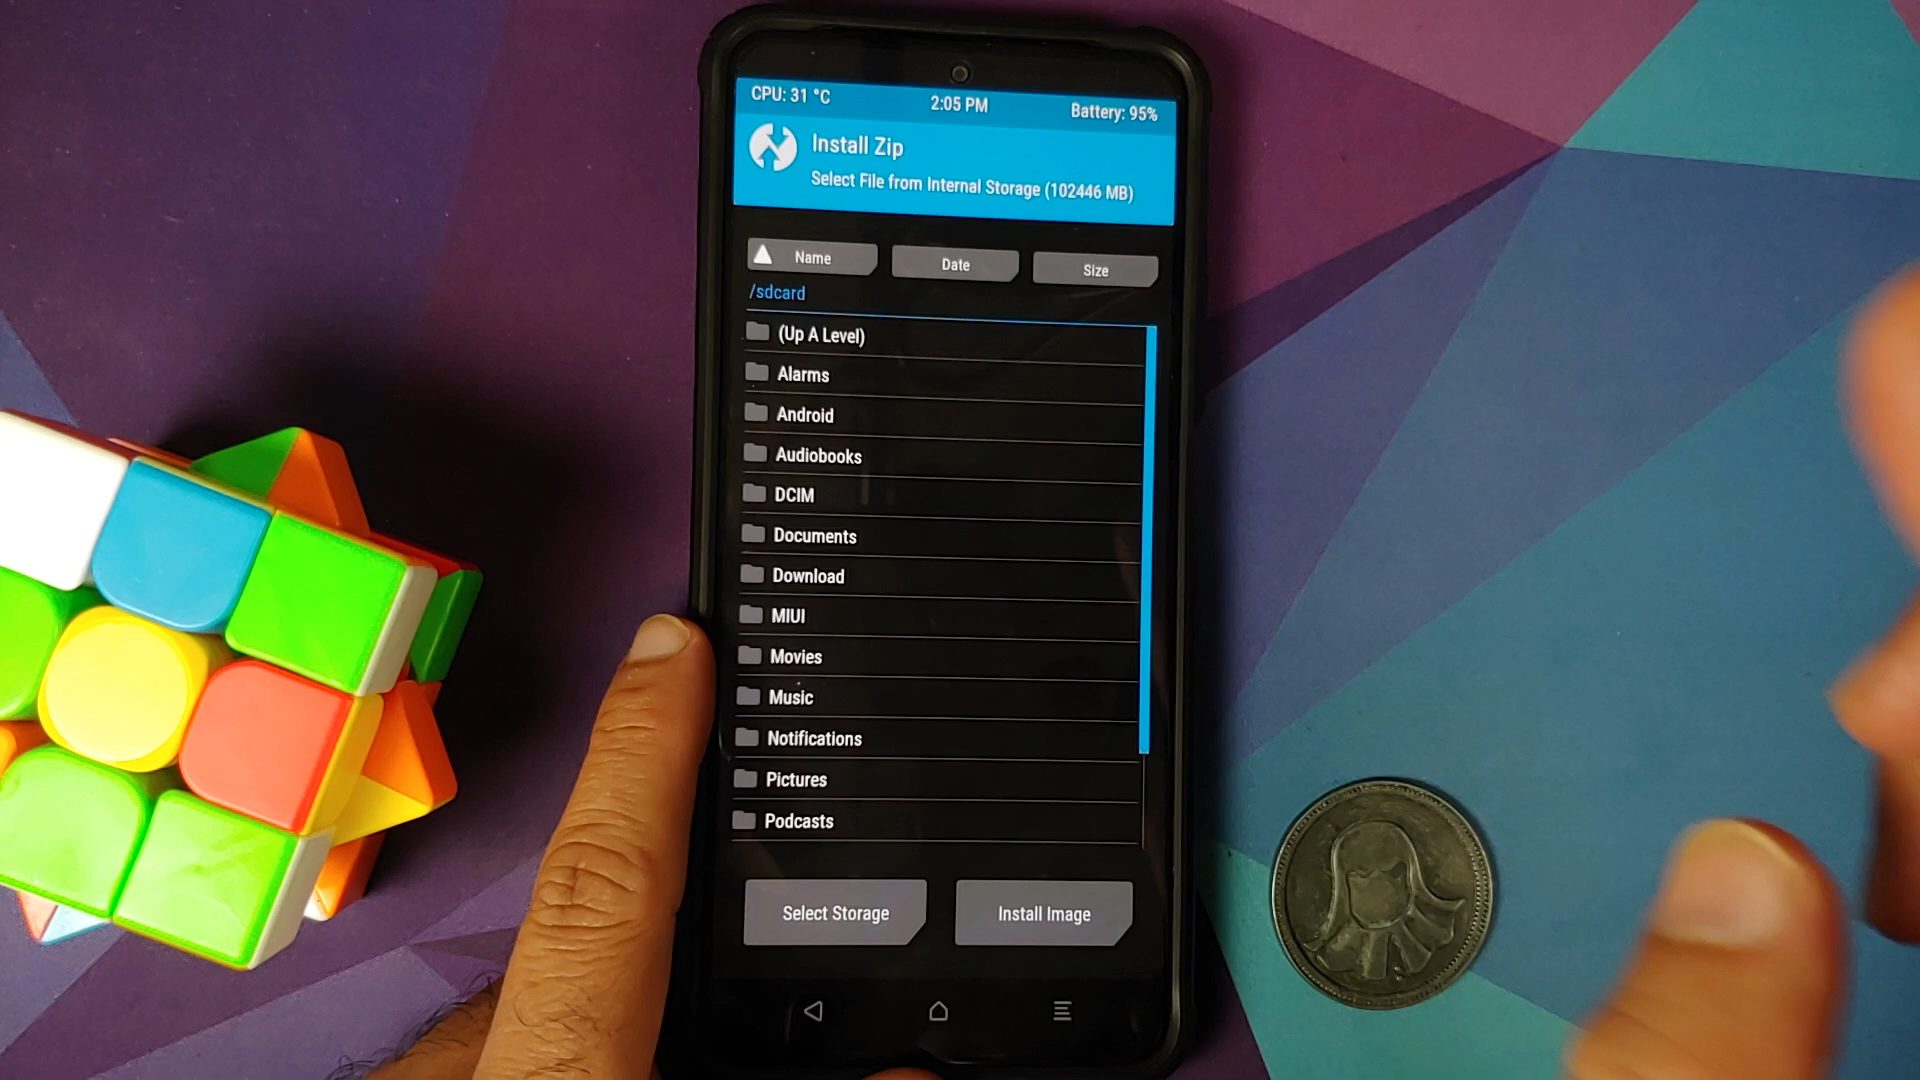 CPU: 31 °C 2:05 PM Battery: 95%
Install Zip
Select File from Internal Storage (102446 MB)
Name Date Size
/sdcard
(Up A Level)
Alarms
Android
Audiobooks
DCIM
Documents
Download
MIUI
Movies
Music
Notifications
Pictures
Podcasts
Select Storage Install Image